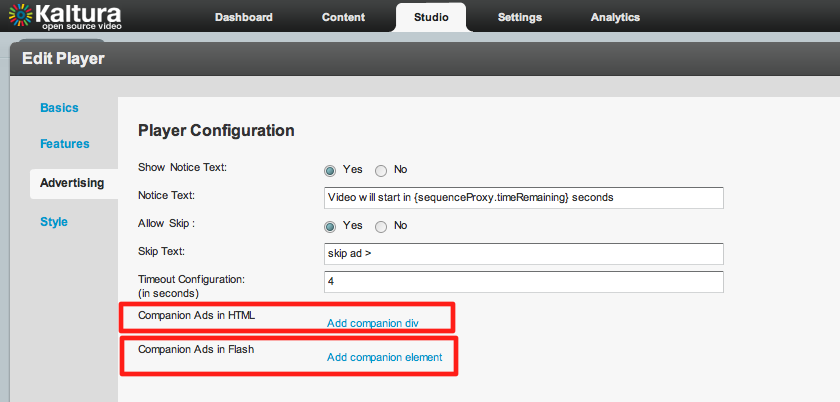 Kaltura
open source video
Dashboard Content Studio Settings Analytics
Edit Player
Basics
Features
Advertising
Style
Player Configuration
Show Notice Text: Yes No
Notice Text: Video will start in {sequenceProxy.timeRemaining} seconds
Allow Skip : Yes No
Skip Text: skip ad >
Timeout Configuration: 4
(in seconds)
Companion Ads in HTML Add companion div
Companion Ads in Flash Add companion element